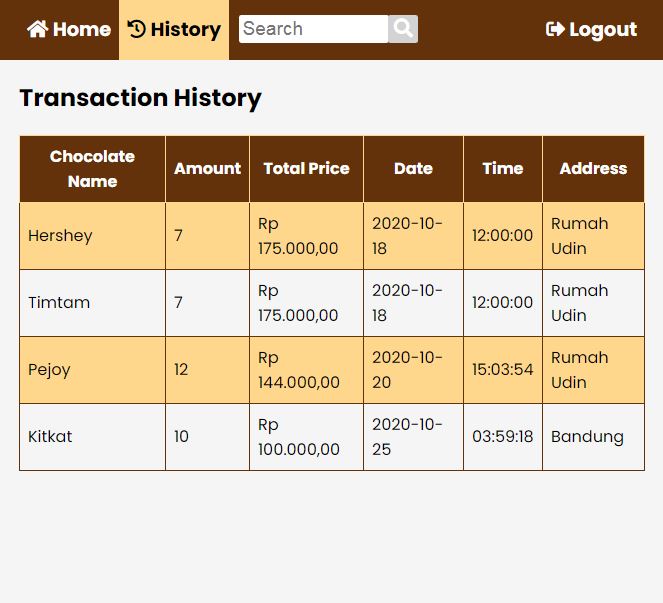 Home History Search Logout
Transaction History
Chocolate Name Amount Total Price Date Time Address
Hershey 7 Rp 175.000,00 2020-10-18 12:00:00 Rumah Udin
Timtam 7 Rp 175.000,00 2020-10-18 12:00:00 Rumah Udin
Pejoy 12 Rp 144.000,00 2020-10-20 15:03:54 Rumah Udin
Kitkat 10 Rp 100.000,00 2020-10-25 03:59:18 Bandung